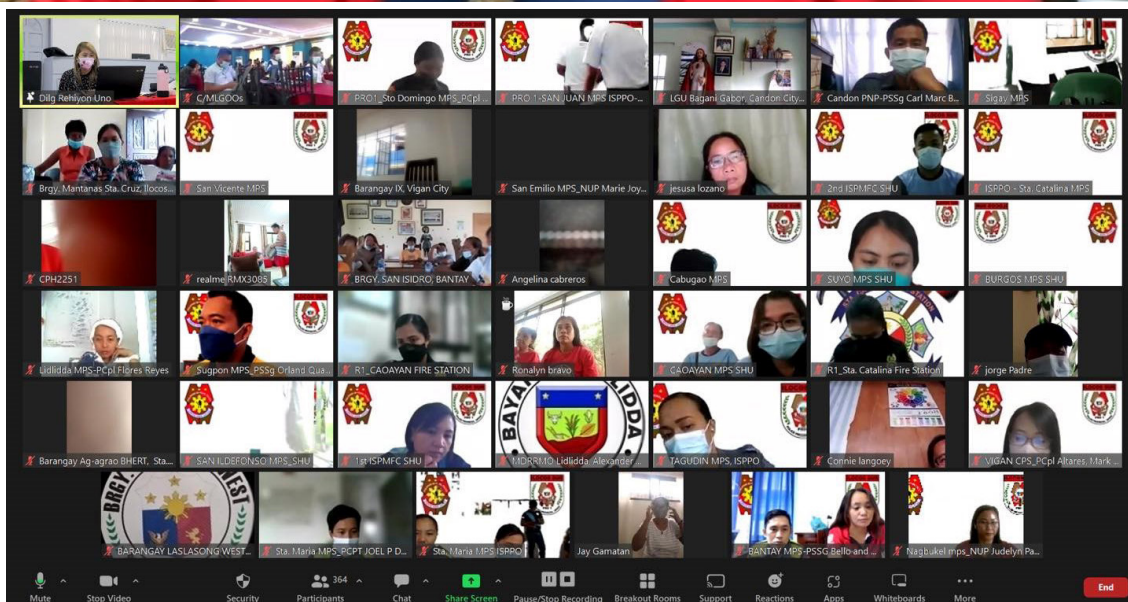 Dilg Rehiyon Uno
C/MLGOOs
PRO1-Sto Domingo MPS_PCpl ...
PRO 1-SAN JUAN MPS ISPPO-...
LGU Bagani Gabor, Candon City...
Candon PNP-PSSg Carl Marc B...
Sigay MPS
Brgy. Mantanas Sta. Cruz, Ilocos...
San Vicente MPS
Barangay IX, Vigan City
San Emilio MPS_NUP Marie Joy...
jesusa lozano
2nd ISPMFC SHU
ISPPO - Sta. Catalina MPS
CPH2251
realme RMX3085
BRGY. SAN ISIDRO, BANTAY
Angelina cabreros
Cabugao MPS
SUYO MPS SHU
BURGOS MPS SHU
Lidlidda MPS-PCpl Flores Reyes
Sugpon MPS_PSSg Orland Qua...
R1_CAOAYAN FIRE STATION
Ronalyn bravo
CAOAYAN MPS SHU
R1_Sta. Catalina Fire Station
jorge Padre
Barangay Ag-agrao BHERT, Sta...
SAN ILDEFONSO MPS_SHU
1st ISPMFC SHU
MDRRMO Lidlidda Alexander ...
TAGUDIN MPS, ISPPO
Connie langoey
VIGAN CPS_PCpl Altares, Mark ...
BARANGAY LASLASONG WEST...
Sta. Maria MPS_PCPT JOEL P D...
Sta. Maria MPS ISPPO
Jay Gamatan
BANTAY MPS-PSSG Bello and ...
Nagbukel mps_NUP Judelyn Pa...
364
Mute
Stop Video
Security
Participants
Chat
Share Screen
Pause/Stop Recording
Breakout Rooms
Support
Reactions
Apps
Whiteboards
More
End